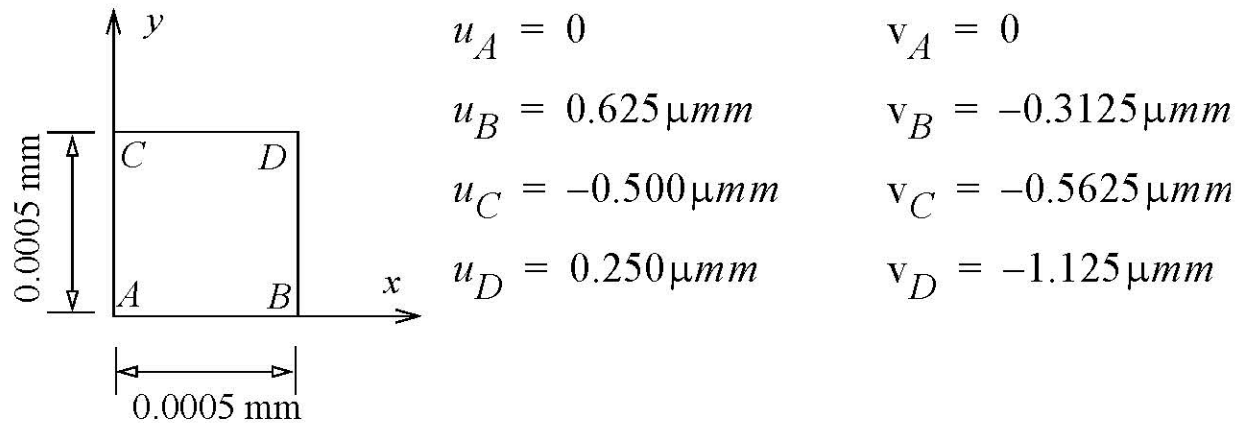 y
u_A = 0
v_A = 0
u_B = 0.625 μmm
v_B = –0.3125 μmm
u_C = –0.500 μmm
v_C = –0.5625 μmm
u_D = 0.250 μmm
v_D = –1.125 μmm
C D
0.0005 mm
A B x
0.0005 mm